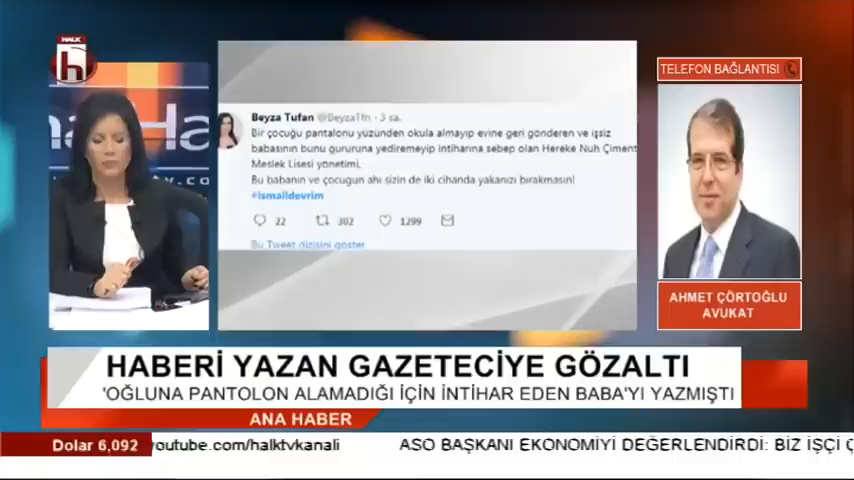 HALK
h
TELEFON BAĞLANTISI
Beyza Tufan @BeyzaTfn · 3 sa.
Bir çocuğu pantalonu yüzünden okula almayıp evine geri gönderen ve işsiz
babasının bunu gururuna yediremeyip intiharına sebep olan Hereke Nuh Çiment
Meslek Lisesi yönetimi,
Bu babanın ve çocugun ahı sizin de iki cihanda yakanızı bırakmasın!
#ismaildevrim
22 302 1299
Bu Tweet dizisini göster
AHMET ÇÖRTOĞLU
AVUKAT
HABERİ YAZAN GAZETECİYE GÖZALTI
'OĞLUNA PANTOLON ALAMADIĞI İÇİN İNTİHAR EDEN BABA'YI YAZMIŞTI
ANA HABER
Dolar 6,092 outube.com/halktvkanali ASO BAŞKANI EKONOMİYİ DEĞERLENDİRDİ: BİZ İŞÇİ Ç